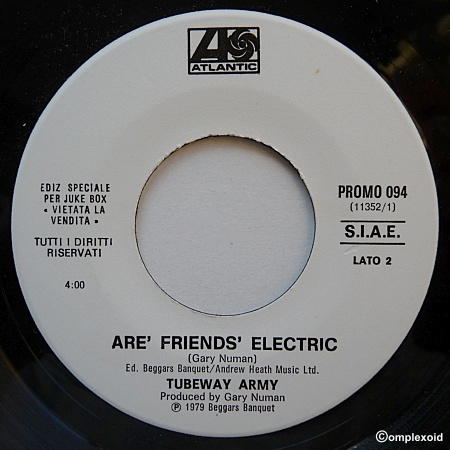 ATLANTIC
EDIZ SPECIALE
PER JUKE BOX
« VIETATA LA
VENDITA »
TUTTI I DIRITTI
RISERVATI
4:00
PROMO 094
(11352/1)
S.I.A.E.
LATO 2
ARE' FRIENDS' ELECTRIC
(Gary Numan)
Ed. Beggars Banquet/Andrew Heath Music Ltd.
TUBEWAY ARMY
Produced by Gary Numan
℗ 1979 Beggars Banquet
©omplexoid